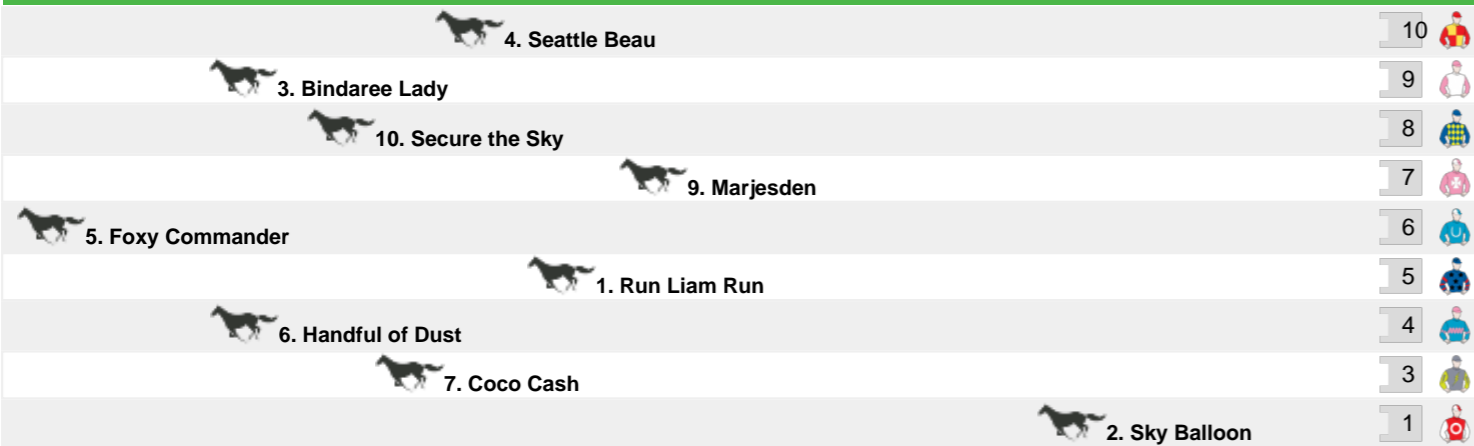 4. Seattle Beau 10
3. Bindaree Lady 9
10. Secure the Sky 8
9. Marjesden 7
5. Foxy Commander 6
1. Run Liam Run 5
6. Handful of Dust 4
7. Coco Cash 3
2. Sky Balloon 1